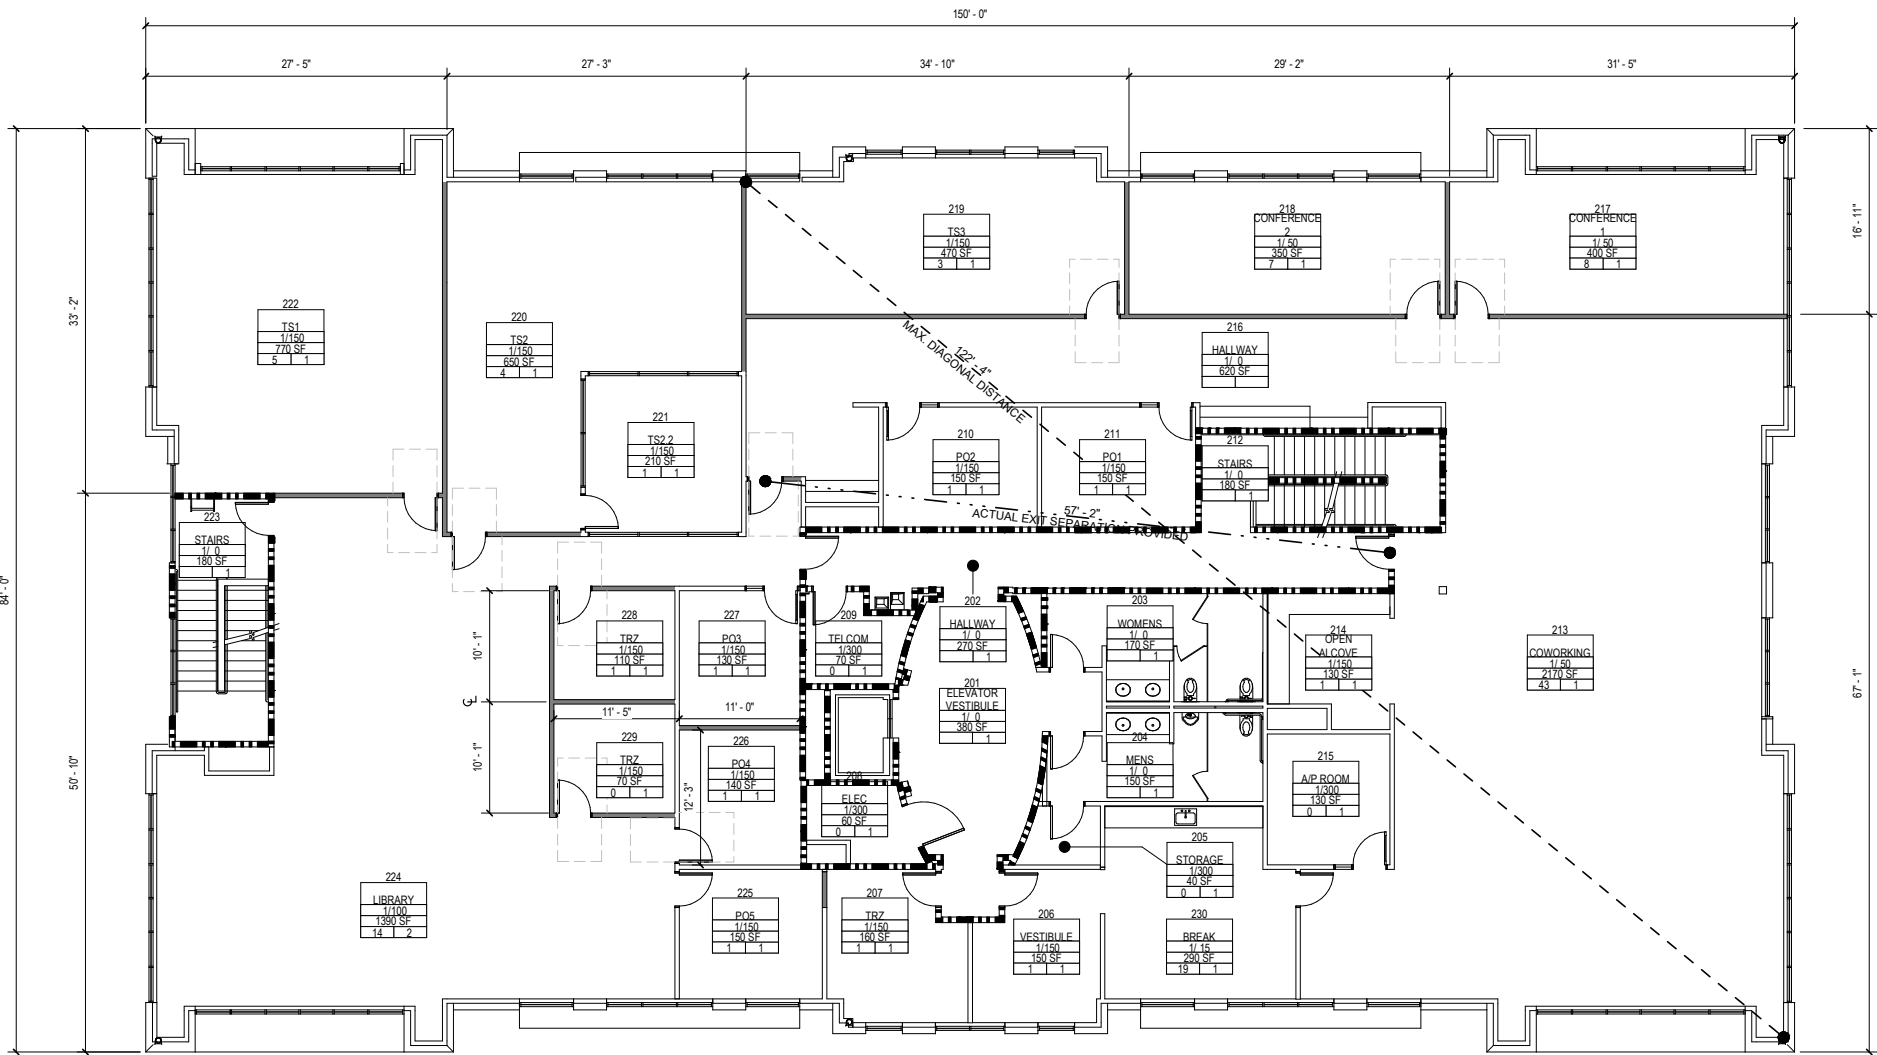 150' - 0"
27' - 5"
27' - 3"
34' - 10"
29' - 2"
31' - 5"
84' - 0"
33' - 2"
50' - 10"
16' - 11"
67' - 1"
219
TS3
1/150
470 SF
3 1
218
CONFERENCE
2
1/ 50
350 SF
7 1
217
CONFERENCE
1
1/ 50
400 SF
8 1
222
TS1
1/150
770 SF
5 1
220
TS2
1/150
650 SF
4 1
216
HALLWAY
1/ 0
620 SF
122' - 4"
MAX. DIAGONAL DISTANCE
221
TS2.2
1/150
210 SF
1 1
210
PO2
1/150
150 SF
1 1
211
PO1
1/150
150 SF
1 1
212
STAIRS
1/ 0
180 SF
1
57' - 2"
ACTUAL EXIT SEPARATION PROVIDED
223
STAIRS
1/ 0
180 SF
1
10' - 1"
228
TRZ
1/150
110 SF
1 1
227
PO3
1/150
130 SF
1 1
209
TELCOM
1/300
70 SF
0 1
202
HALLWAY
1/ 0
270 SF
1
203
WOMENS
1/ 0
170 SF
1
214
OPEN
ALCOVE
1/150
130 SF
1 1
213
COWORKING
1/ 50
2170 SF
43 1
201
ELEVATOR
VESTIBULE
1/ 0
380 SF
1
11' - 5"
11' - 0"
10' - 1"
229
TRZ
1/150
70 SF
0 1
226
PO4
1/150
140 SF
1 1
12' - 3"
208
ELEC
1/300
60 SF
0 1
204
MENS
1/ 0
150 SF
1
215
A/P ROOM
1/300
130 SF
0 1
205
STORAGE
1/300
40 SF
0 1
224
LIBRARY
1/100
1390 SF
14 2
225
PO5
1/150
150 SF
1 1
207
TRZ
1/150
160 SF
1 1
206
VESTIBULE
1/150
150 SF
1 1
230
BREAK
1/ 15
290 SF
19 1